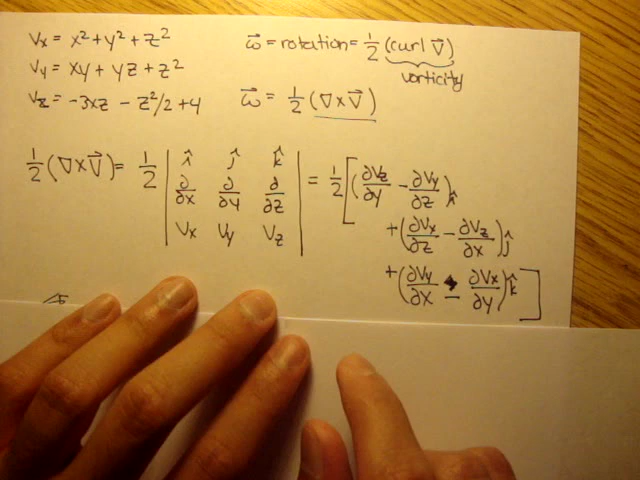 Vx = x² + y² + z²
ω⃗ = rotation = 1/2 (curl V⃗)
vorticity
Vy = xy + yz + z²
Vz = -3xz - z²/2 + 4
ω⃗ = 1/2 (∇×V⃗)
1/2 (∇×V⃗) = 1/2 | î ĵ k̂ | = 1/2 [(∂Vz/∂y - ∂Vy/∂z)î
| ∂/∂x ∂/∂y ∂/∂z |
| Vx Vy Vz |
+ (∂Vx/∂z - ∂Vz/∂x)ĵ
+ (∂Vy/∂x - ∂Vx/∂y)k̂]